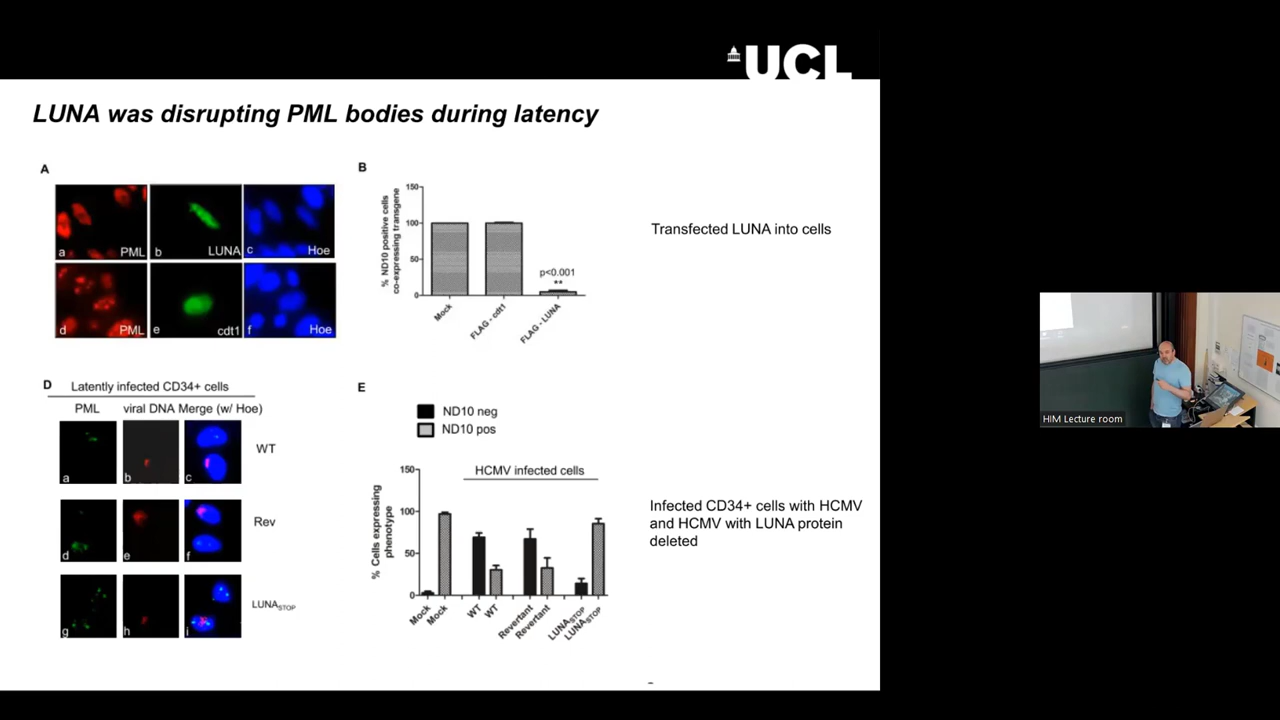 UCL
LUNA was disrupting PML bodies during latency
A
a PML
b LUNA
c Hoe
d PML
e cdt1
f Hoe
B
% ND10 positive cells
co-expressing transgene
150
100
50
0
p<0.001
**
Mock
FLAG - cdt1
FLAG - LUNA
Transfected LUNA into cells
D
Latently infected CD34+ cells
PML viral DNA Merge (w/ Hoe)
a b c WT
d e f Rev
g h i LUNASTOP
E
ND10 neg
ND10 pos
HCMV infected cells
% Cells expressing
phenotype
150
100
50
0
Mock
Mock
WT
WT
Revertant
Revertant
LUNASTOP
LUNASTOP
Infected CD34+ cells with HCMV
and HCMV with LUNA protein
deleted
HIM Lecture room